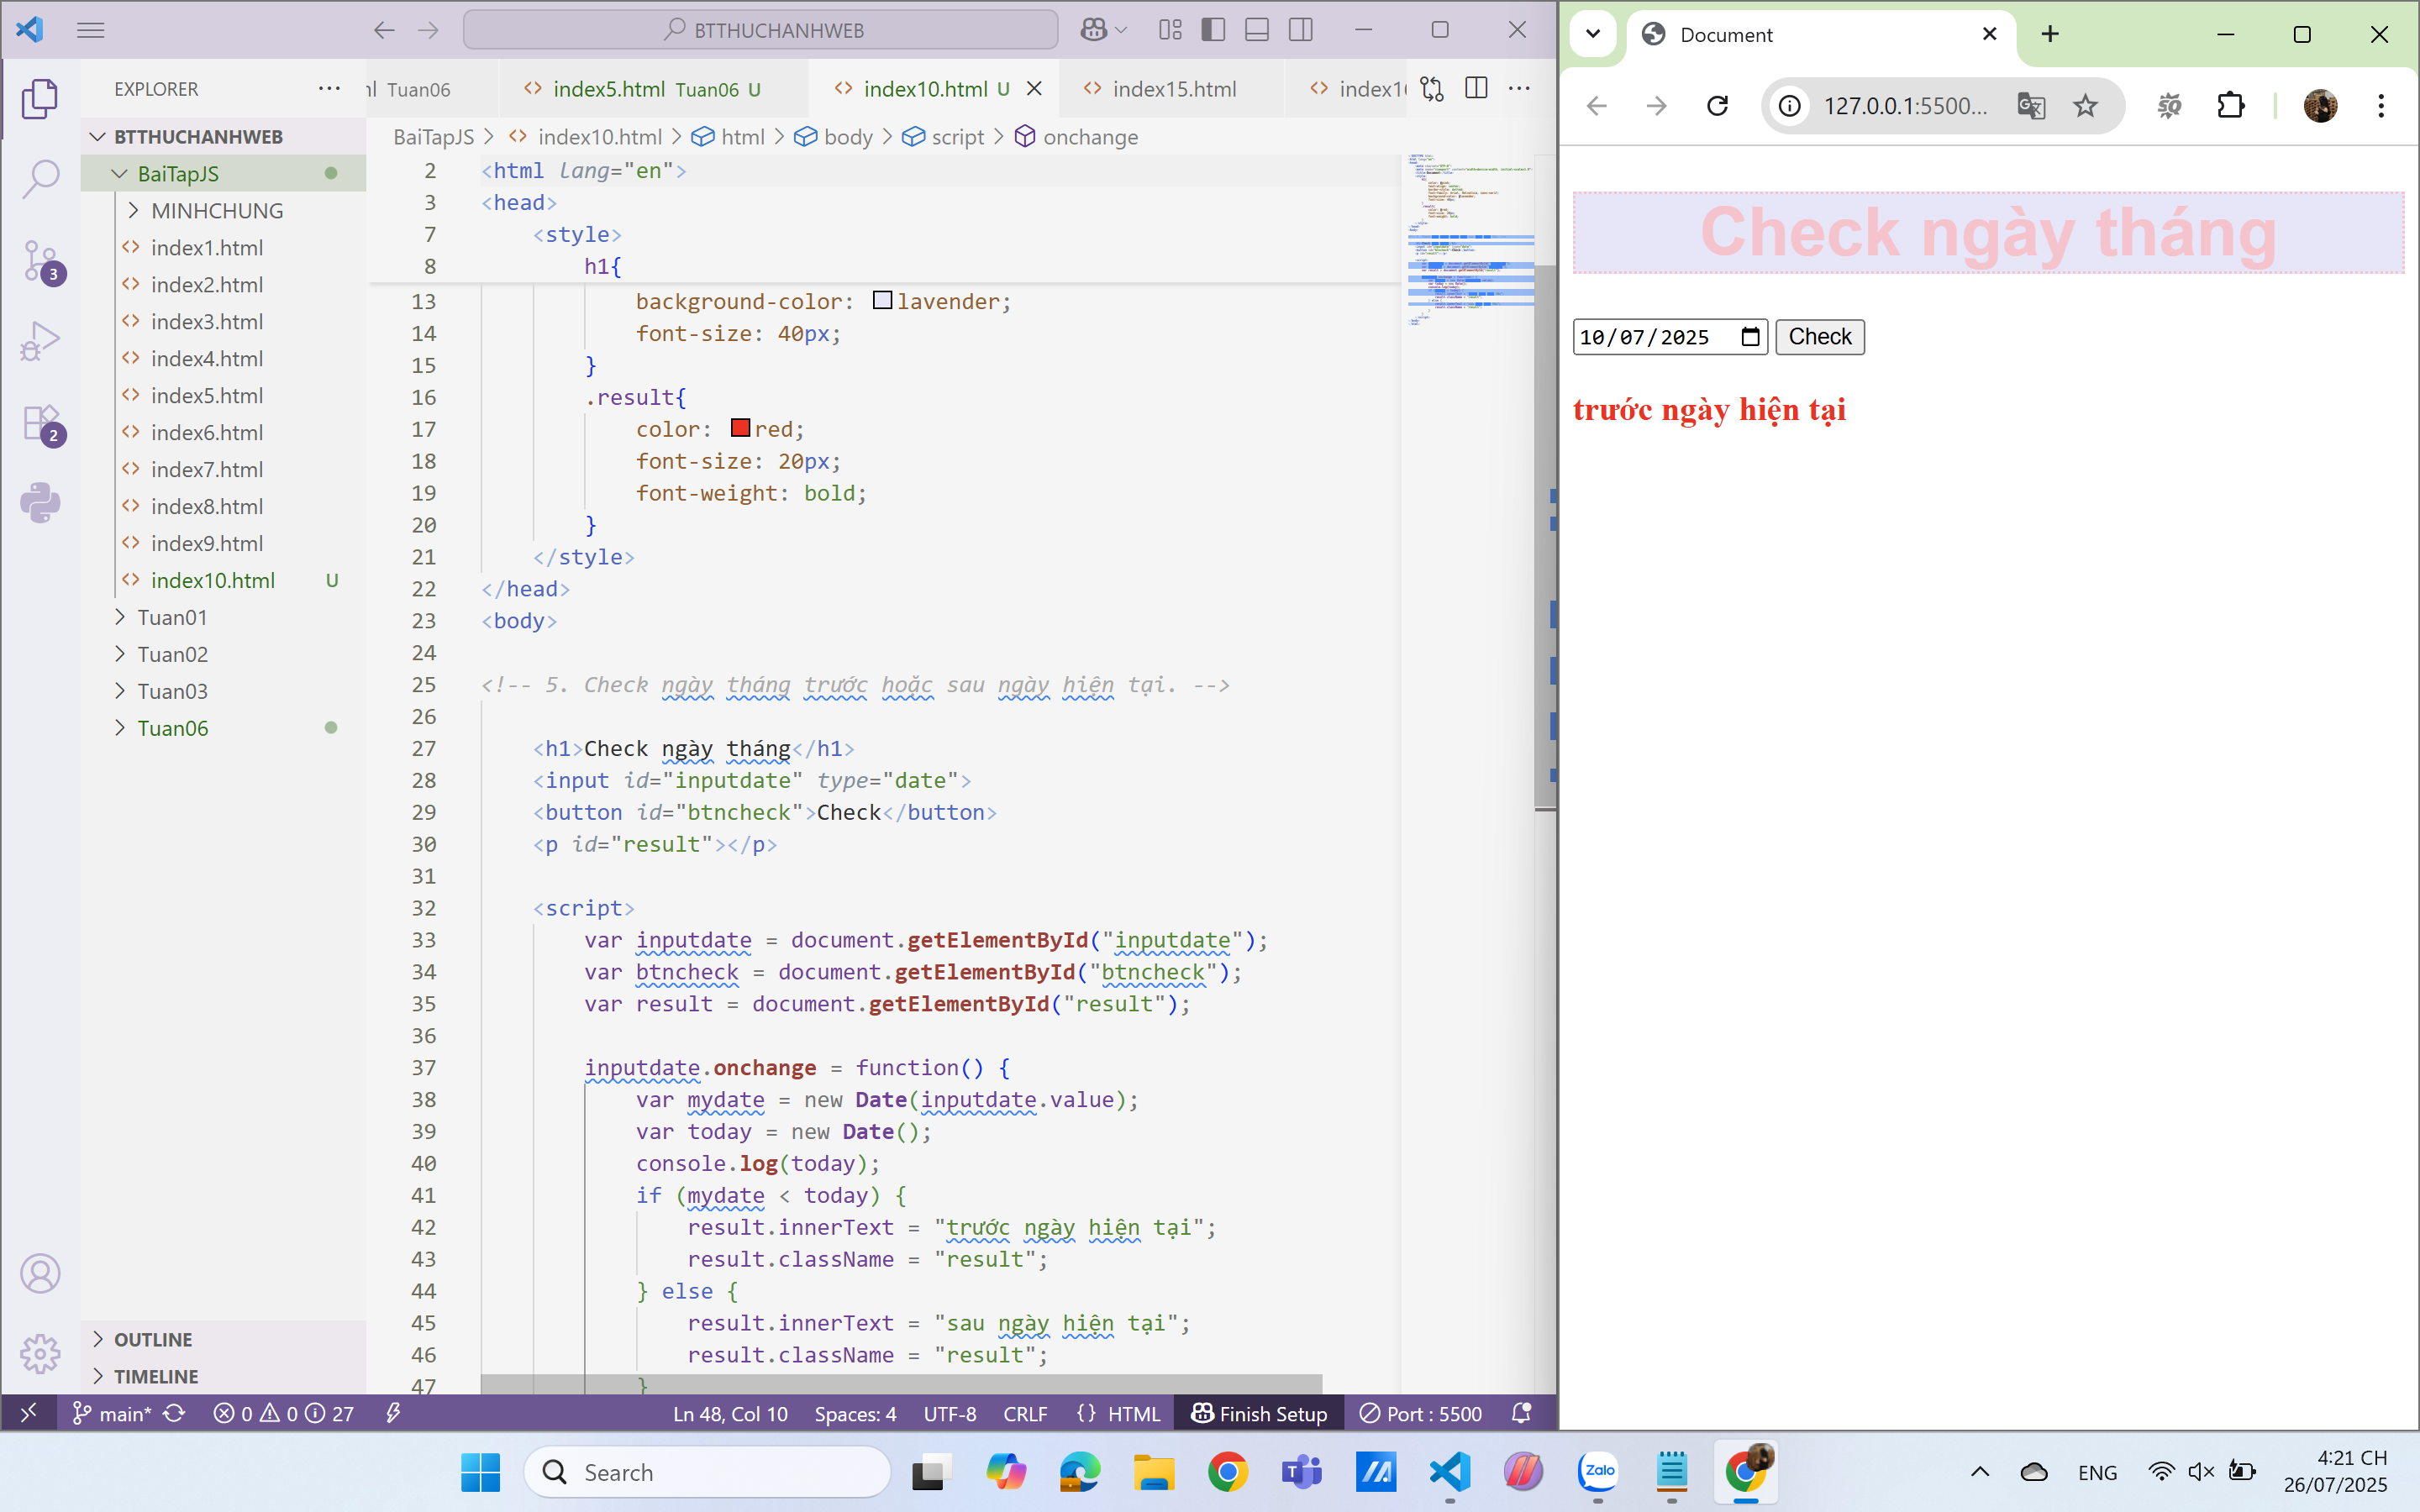 BTTHUCHANHWEB
EXPLORER
Tuan06
index5.html Tuan06 U
index10.html U
index15.html
BaiTapJS > index10.html > html > body > script > onchange
BTTHUCHANHWEB
BaiTapJS
MINHCHUNG
index1.html
index2.html
index3.html
index4.html
index5.html
index6.html
index7.html
index8.html
index9.html
index10.html U
Tuan01
Tuan02
Tuan03
Tuan06
OUTLINE
TIMELINE
3
2
2 <html lang="en">
3 <head>
7 <style>
8 h1{
13 background-color: lavender;
14 font-size: 40px;
15 }
16 .result{
17 color: red;
18 font-size: 20px;
19 font-weight: bold;
20 }
21 </style>
22 </head>
23 <body>
24
25 <!-- 5. Check ngày tháng trước hoặc sau ngày hiện tại. -->
26
27 <h1>Check ngày tháng</h1>
28 <input id="inputdate" type="date">
29 <button id="btncheck">Check</button>
30 <p id="result"></p>
31
32 <script>
33 var inputdate = document.getElementById("inputdate");
34 var btncheck = document.getElementById("btncheck");
35 var result = document.getElementById("result");
36
37 inputdate.onchange = function() {
38 var mydate = new Date(inputdate.value);
39 var today = new Date();
40 console.log(today);
41 if (mydate < today) {
42 result.innerText = "trước ngày hiện tại";
43 result.className = "result";
44 } else {
45 result.innerText = "sau ngày hiện tại";
46 result.className = "result";
47 }
main* 0 0 27
Ln 48, Col 10 Spaces: 4 UTF-8 CRLF {} HTML Finish Setup Port : 5500
Document
127.0.0.1:5500...
Check ngày tháng
10/07/2025 Check
trước ngày hiện tại
Search
Zalo
ENG
4:21 CH
26/07/2025